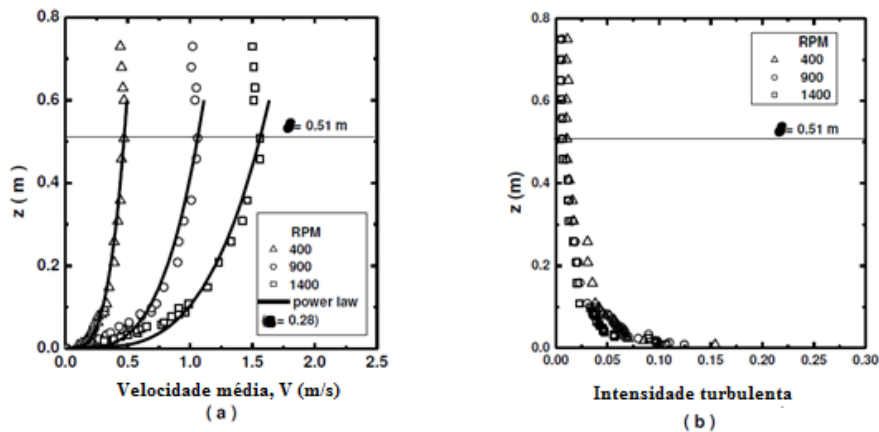 0.8
0.6
0.4
0.2
0.0
z ( m )
= 0.51 m
RPM
400
900
1400
power law
= 0.28)
0.0 0.5 1.0 1.5 2.0 2.5
Velocidade média, V (m/s)
( a )
0.8
0.6
0.4
0.2
0.0
z (m)
RPM
400
900
1400
= 0.51 m
0.00 0.05 0.10 0.15 0.20 0.25 0.30
Intensidade turbulenta
( b )